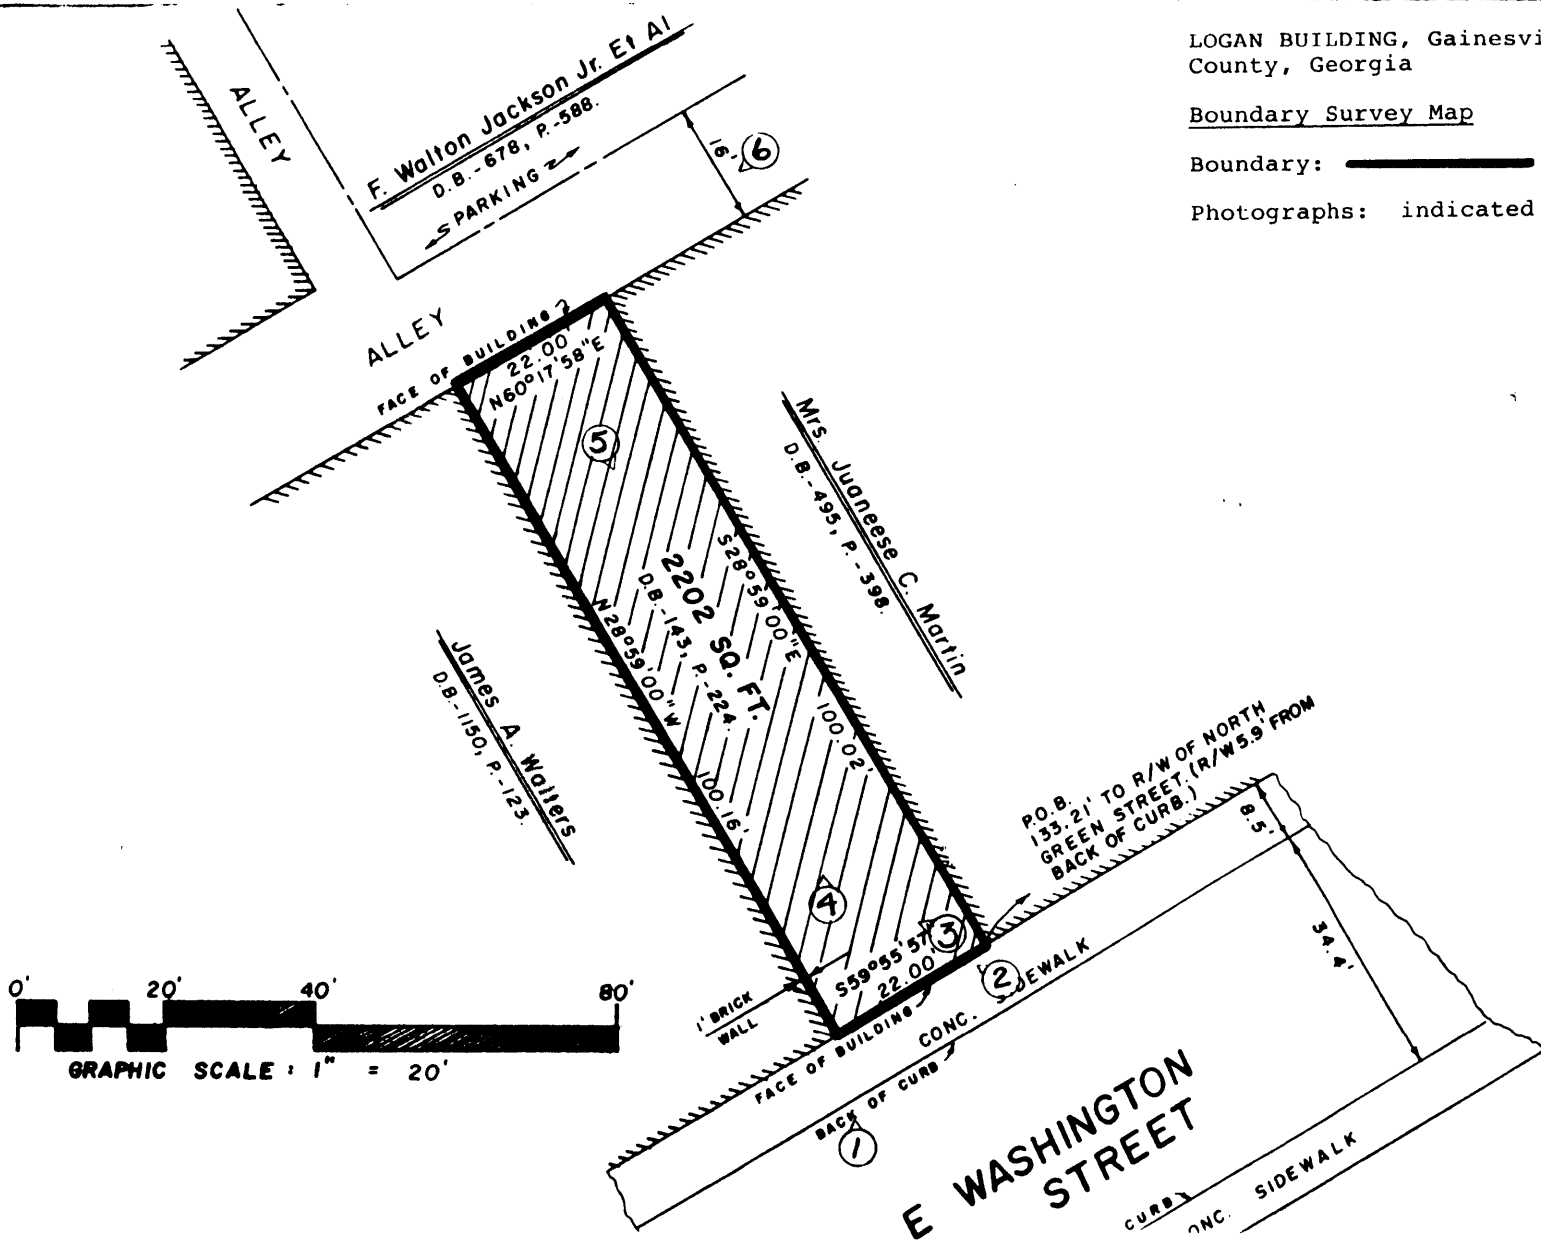 LOGAN BUILDING, Gainesvi
County, Georgia
Boundary Survey Map
Boundary:
Photographs: indicated
ALLEY
F. Walton Jackson Jr. Et Al
D.B.-678, P.-588.
PARKING
16'
6
ALLEY
FACE OF BUILDING
22.00'
N60°17'58"E
5
Mrs. Juaneese C. Martin
D.B.-495, P.-398.
S28°59'00"E
100.02'
2202 SQ. FT.
D.B.-143, P.-224.
N28°59'00"W
100.16'
James A. Walters
D.B.-1150, P.-123.
P.O.B.
133.21' TO R/W OF NORTH
GREEN STREET.(R/W 5.9' FROM
BACK OF CURB.)
8.5'
34.4'
4
3
S59°55'57"
22.00'
2
1' BRICK
WALL
FACE OF BUILDING
CONC. SIDEWALK
BACK OF CURB
1
E WASHINGTON
STREET
CURB
ONC. SIDEWALK
0' 20' 40' 80'
GRAPHIC SCALE : 1" = 20'